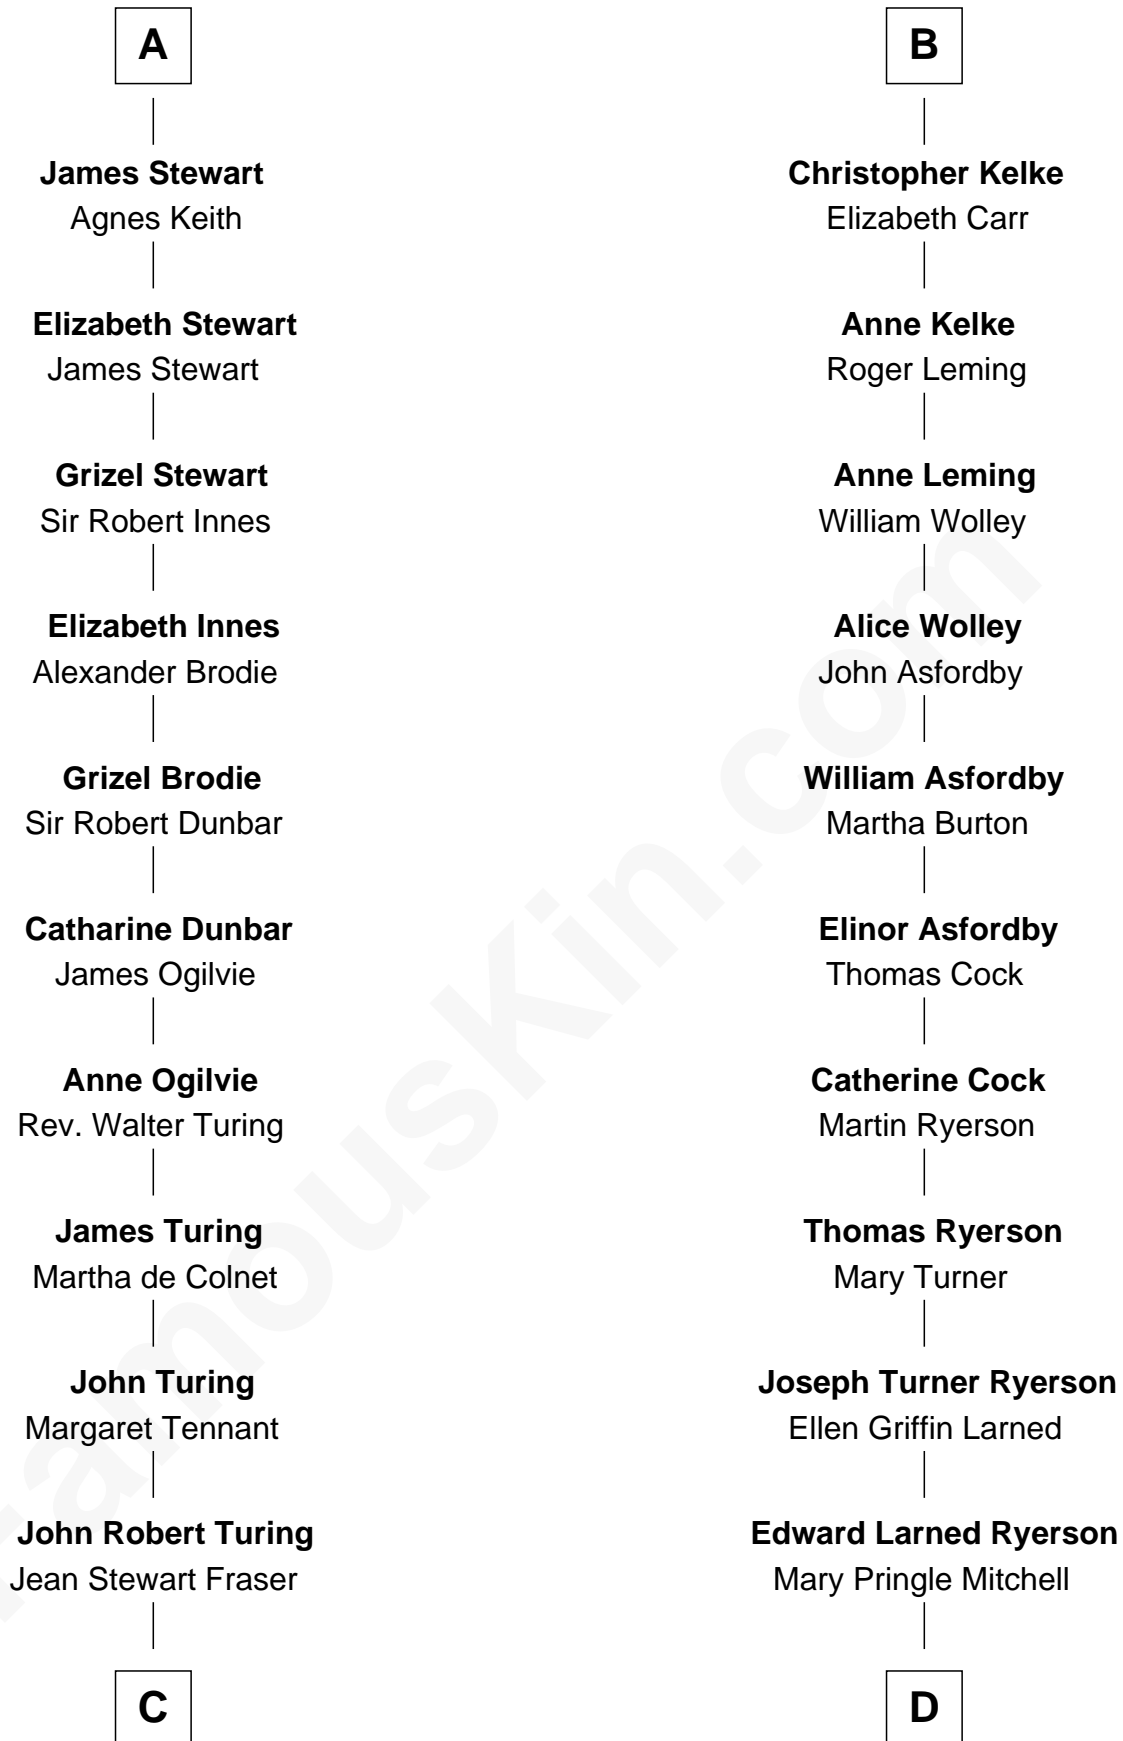 A
James Stewart
Agnes Keith
Elizabeth Stewart
James Stewart
Grizel Stewart
Sir Robert Innes
Elizabeth Innes
Alexander Brodie
Grizel Brodie
Sir Robert Dunbar
Catharine Dunbar
James Ogilvie
Anne Ogilvie
Rev. Walter Turing
James Turing
Martha de Colnet
John Turing
Margaret Tennant
John Robert Turing
Jean Stewart Fraser
C
B
Christopher Kelke
Elizabeth Carr
Anne Kelke
Roger Leming
Anne Leming
William Wolley
Alice Wolley
John Asfordby
William Asfordby
Martha Burton
Elinor Asfordby
Thomas Cock
Catherine Cock
Martin Ryerson
Thomas Ryerson
Mary Turner
Joseph Turner Ryerson
Ellen Griffin Larned
Edward Larned Ryerson
Mary Pringle Mitchell
D
FamousKin.com